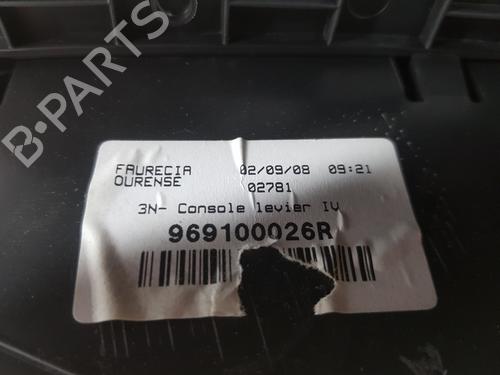 FAURECIA 02/09/08 09:21
OURENSE 02781
3N- Console levier IV
969100026R
B-PARTS